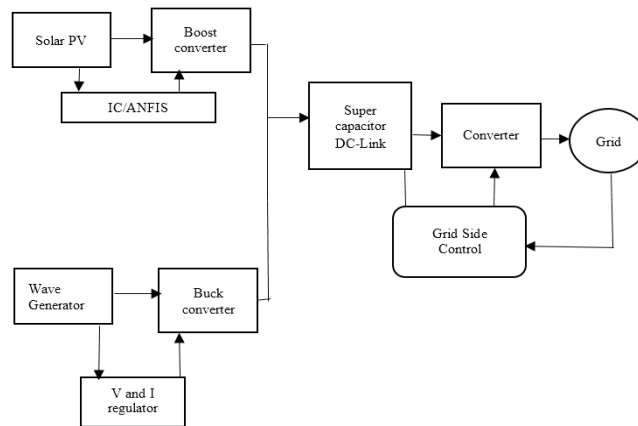 Solar PV
Boost
converter
IC/ANFIS
Super
capacitor
DC-Link
Converter
Grid
Grid Side
Control
Wave
Generator
Buck
converter
V and I
regulator